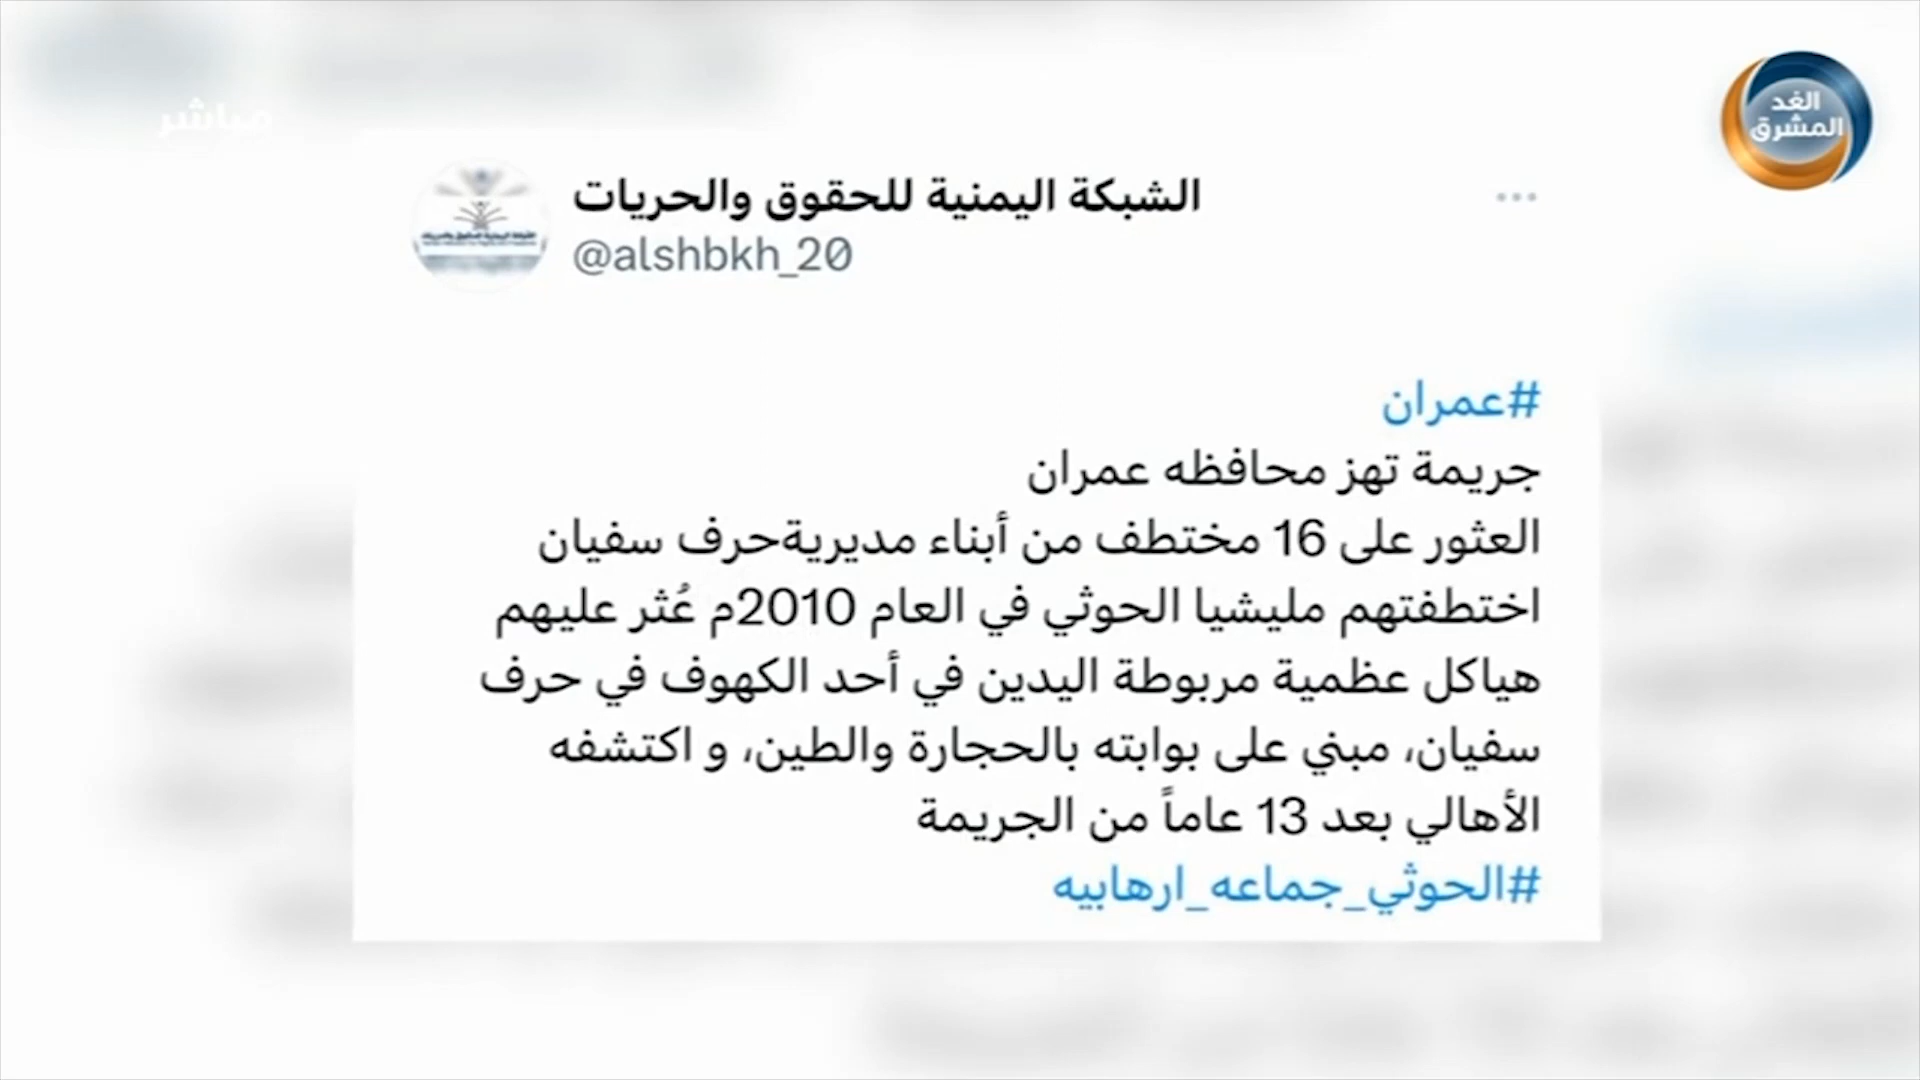 مباشر
الغد
المشرق
الشبكة اليمنية للحقوق والحريات
@alshbkh_20
#عمران
جريمة تهز محافظه عمران
العثور على 16 مختطف من أبناء مديريةحرف سفيان
اختطفتهم مليشيا الحوثي في العام 2010م عُثر عليهم
هياكل عظمية مربوطة اليدين في أحد الكهوف في حرف
سفيان، مبني على بوابته بالحجارة والطين، و اكتشفه
الأهالي بعد 13 عاماً من الجريمة
#الحوثي_جماعه_ارهابيه